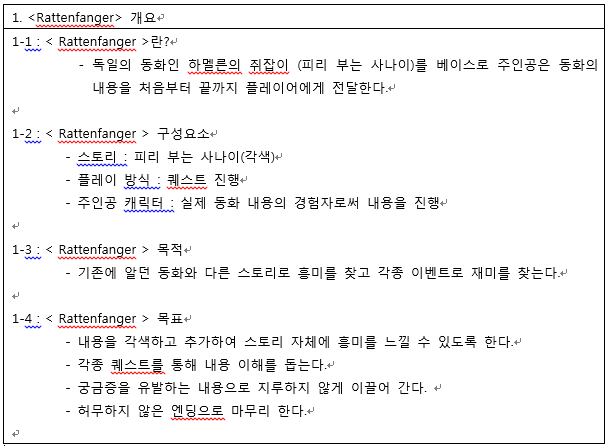 1. <Rattenfanger> 개요
1-1 : < Rattenfanger >란?
- 독일의 동화인 하멜른의 쥐잡이 (피리 부는 사나이)를 베이스로 주인공은 동화의
내용을 처음부터 끝까지 플레이어에게 전달한다.
1-2 : < Rattenfanger > 구성요소
- 스토리 : 피리 부는 사나이(각색)
- 플레이 방식 : 퀘스트 진행
- 주인공 캐릭터 : 실제 동화 내용의 경험자로써 내용을 진행
1-3 : < Rattenfanger > 목적
- 기존에 알던 동화와 다른 스토리로 흥미를 찾고 각종 이벤트로 재미를 찾는다.
1-4 : < Rattenfanger > 목표
- 내용을 각색하고 추가하여 스토리 자체에 흥미를 느낄 수 있도록 한다.
- 각종 퀘스트를 통해 내용 이해를 돕는다.
- 궁금증을 유발하는 내용으로 지루하지 않게 이끌어 간다.
- 허무하지 않은 엔딩으로 마무리 한다.